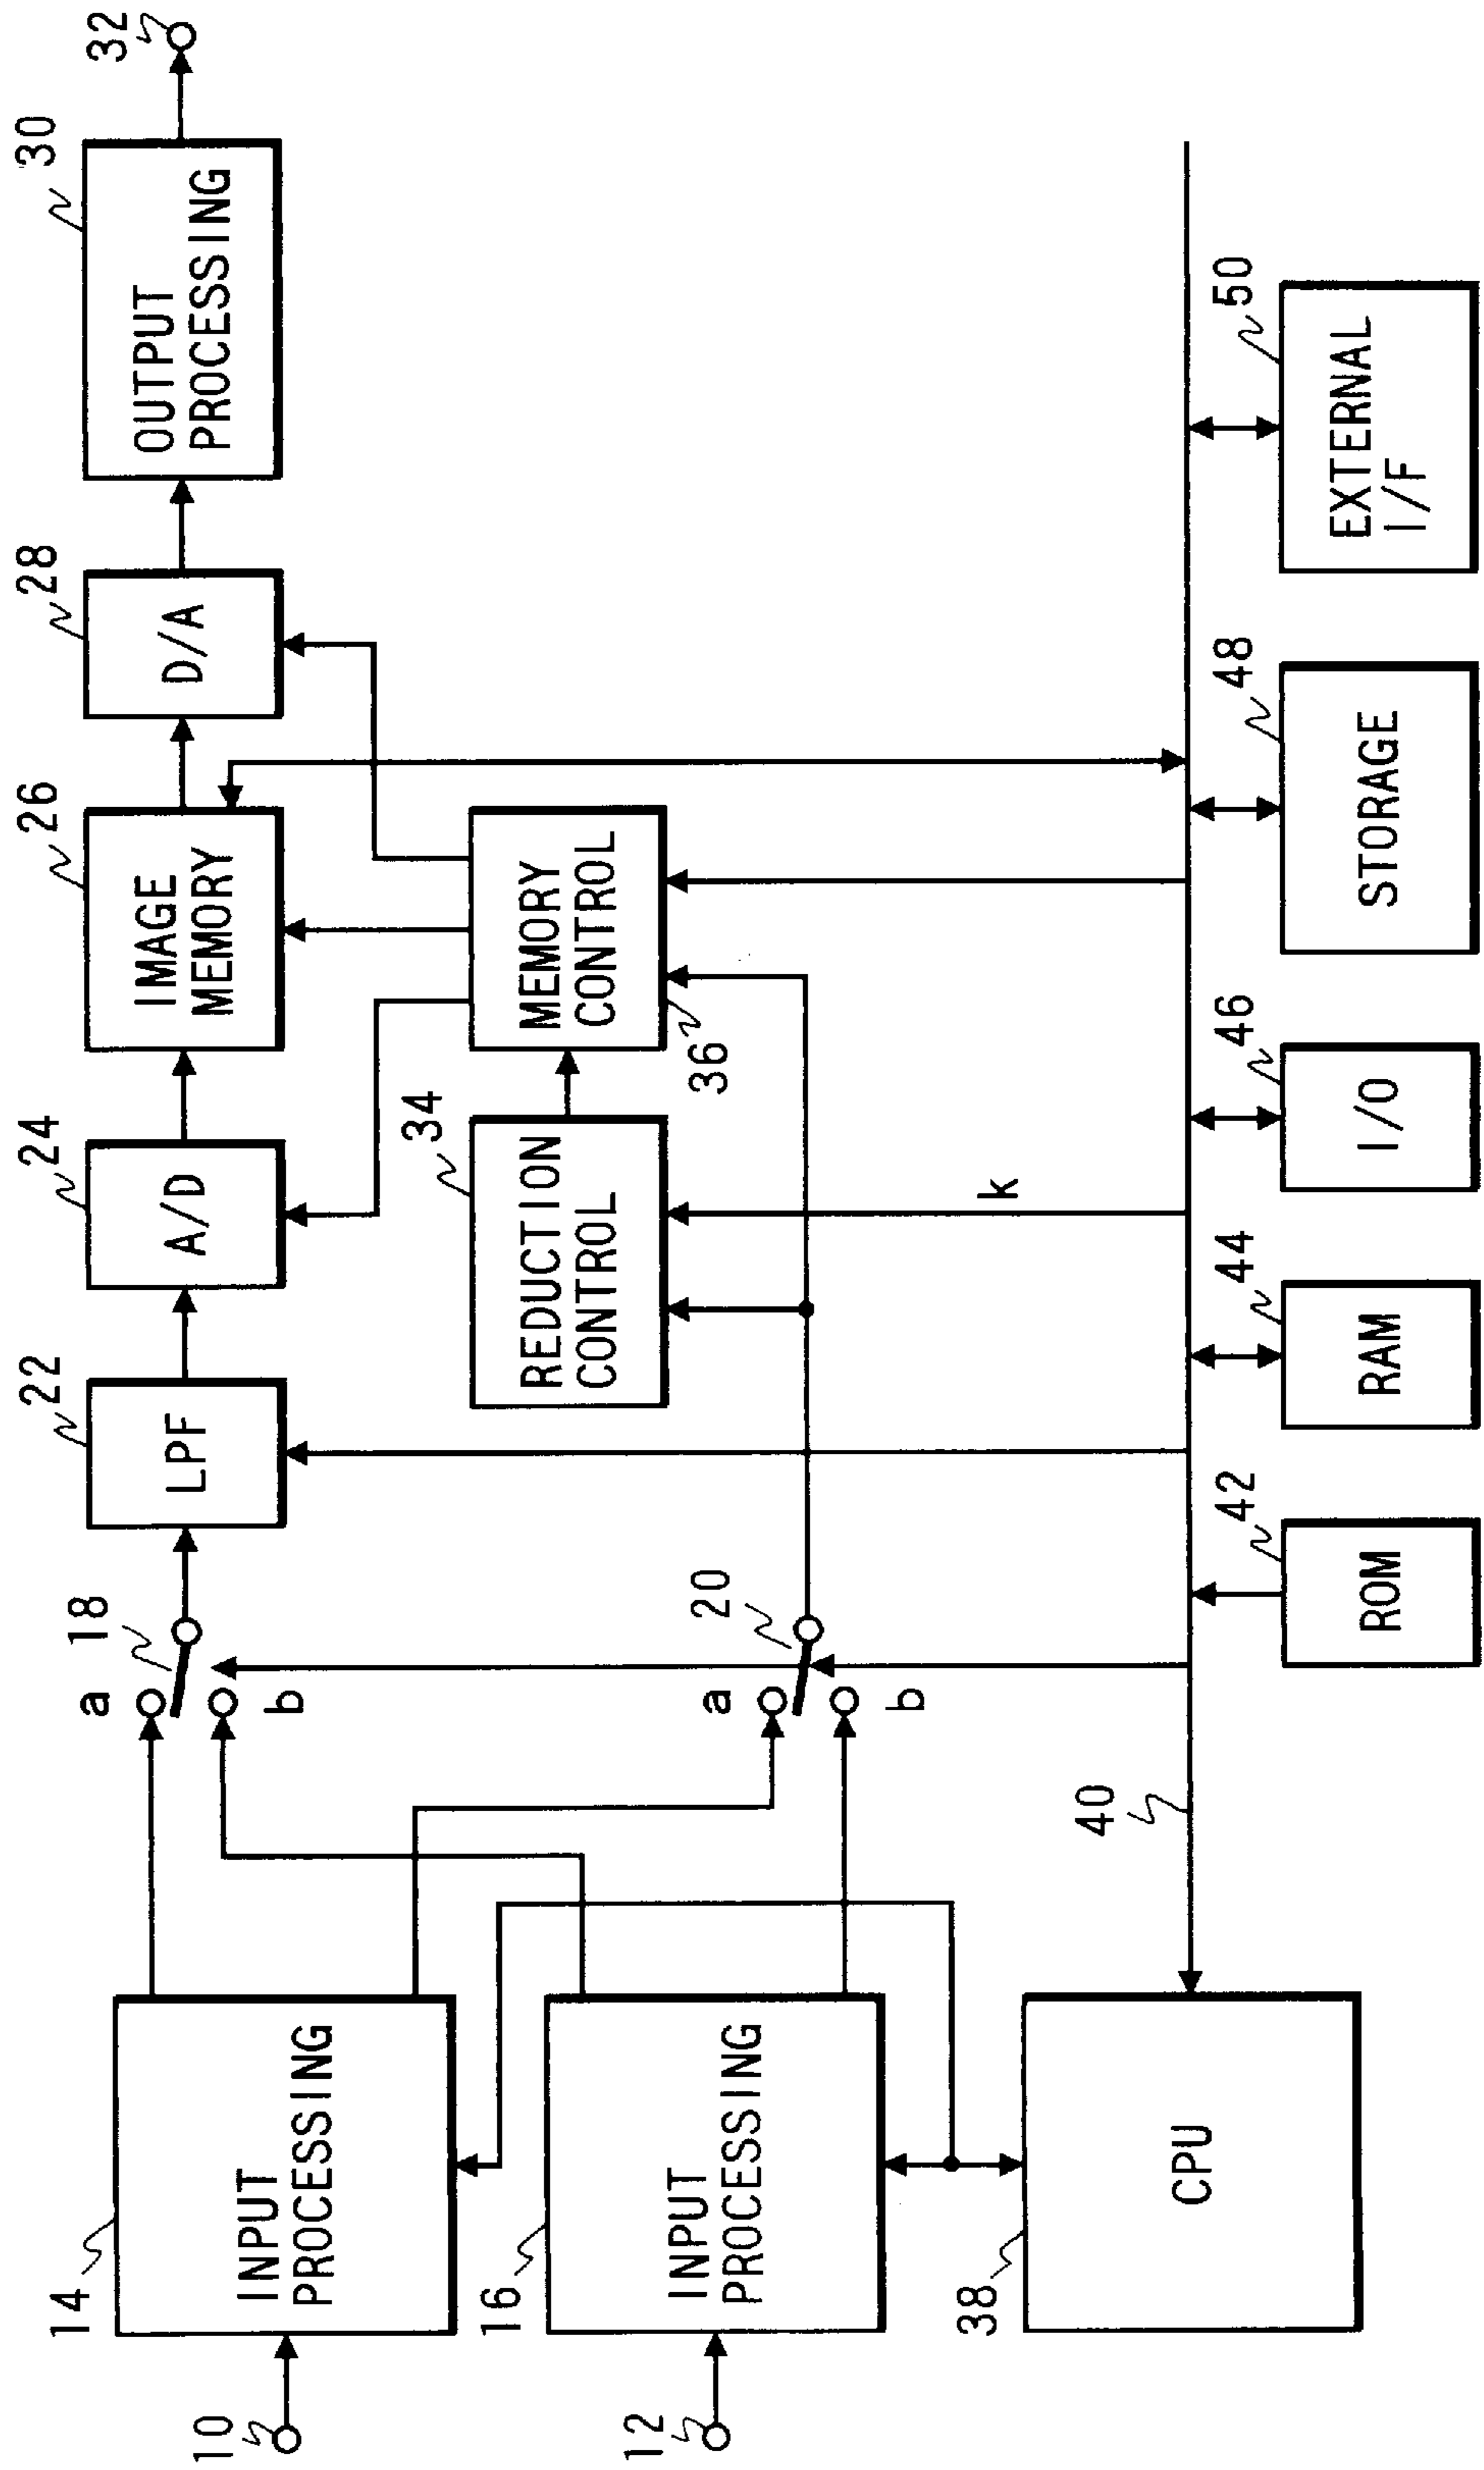 10
14
INPUT
PROCESSING
a
b
18
22
LPF
24
A/D
26
IMAGE
MEMORY
28
D/A
30
OUTPUT
PROCESSING
32
12
16
INPUT
PROCESSING
a
b
20
34
REDUCTION
CONTROL
k
36
MEMORY
CONTROL
38
CPU
40
42
ROM
44
RAM
46
I/O
48
STORAGE
50
EXTERNAL
I/F